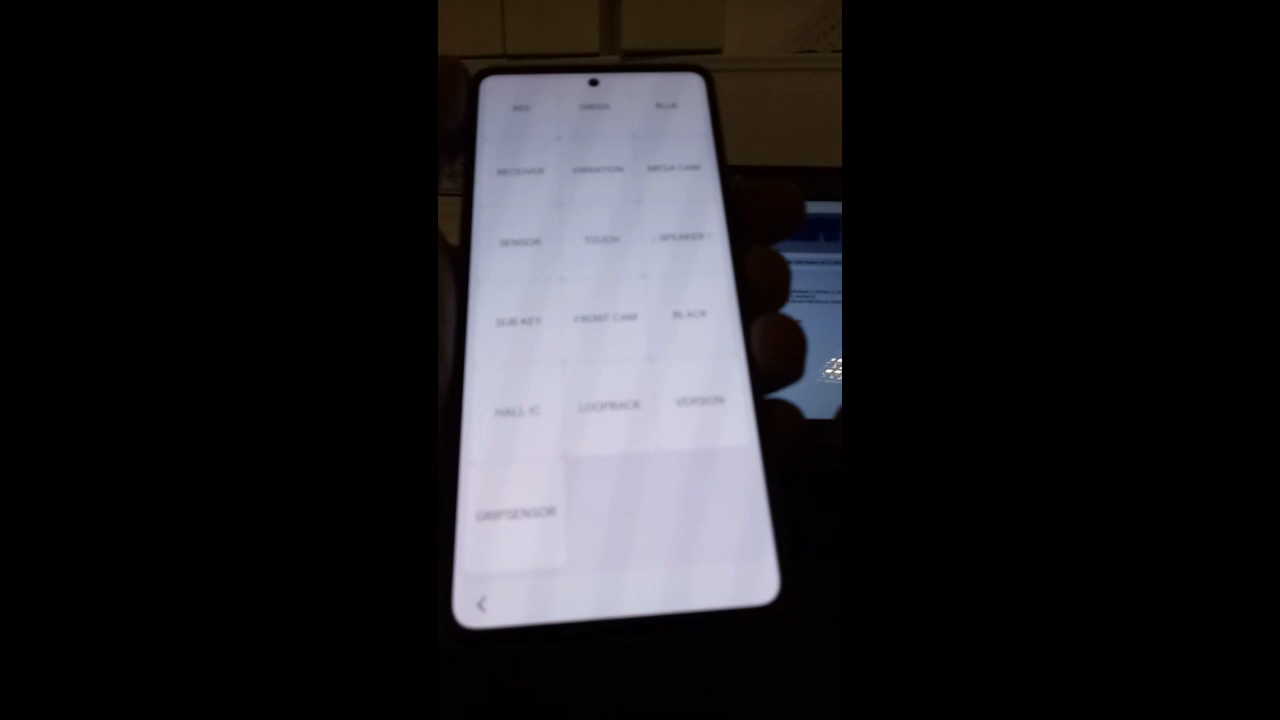 RED GREEN BLUE
RECEIVER VIBRATION MEGA CAM
SENSOR TOUCH SPEAKER
SUB KEY FRONT CAM BLACK
HALL IC LOOPBACK VERSION
GRIPSENSOR